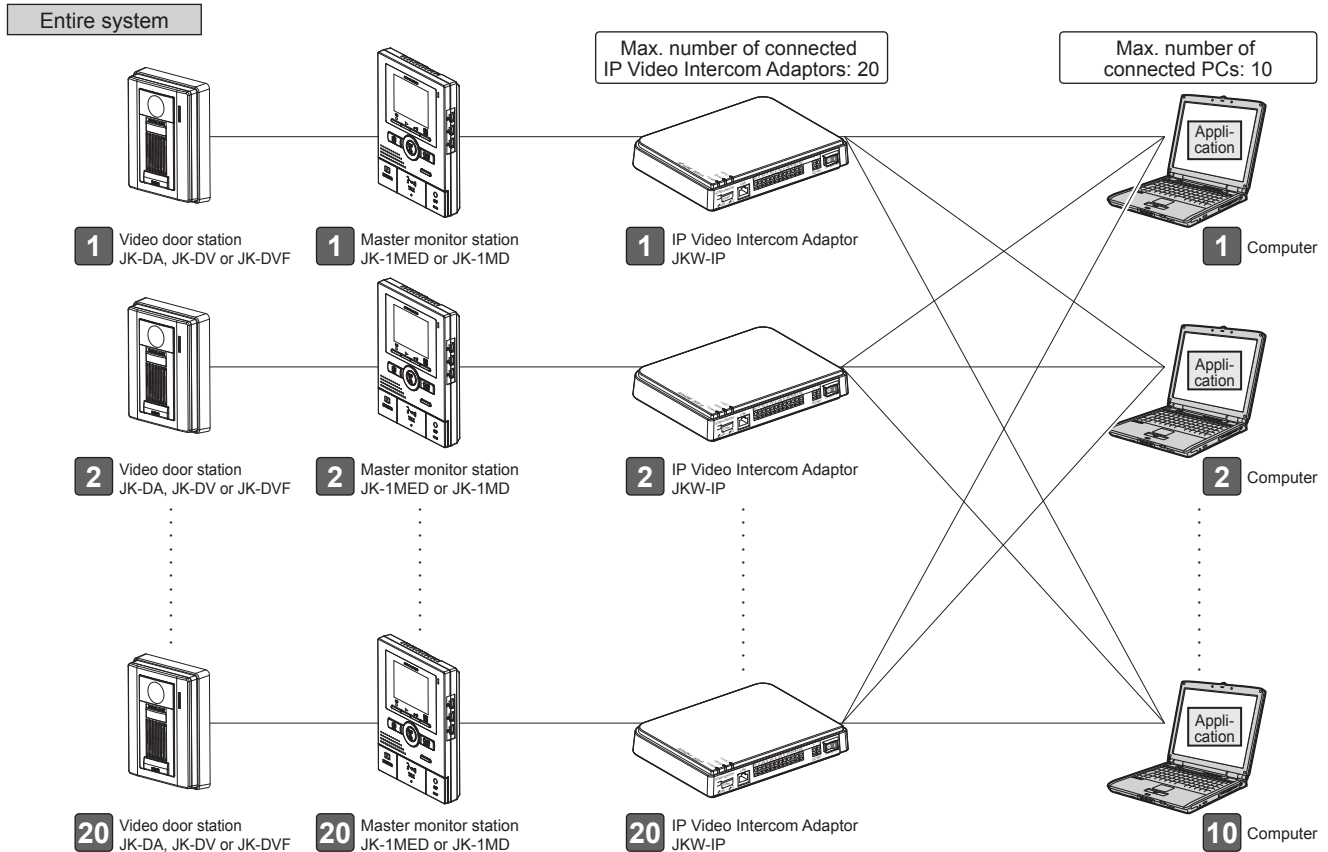 Entire system
Max. number of connected
IP Video Intercom Adaptors: 20
Max. number of
connected PCs: 10
Appli-
cation
1 Video door station
JK-DA, JK-DV or JK-DVF
1 Master monitor station
JK-1MED or JK-1MD
1 IP Video Intercom Adaptor
JKW-IP
1 Computer
Appli-
cation
2 Video door station
JK-DA, JK-DV or JK-DVF
2 Master monitor station
JK-1MED or JK-1MD
2 IP Video Intercom Adaptor
JKW-IP
2 Computer
Appli-
cation
20 Video door station
JK-DA, JK-DV or JK-DVF
20 Master monitor station
JK-1MED or JK-1MD
20 IP Video Intercom Adaptor
JKW-IP
10 Computer